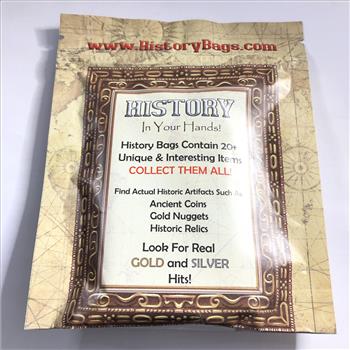 www.HistoryBags.com
HISTORY
In Your Hands!
History Bags Contain 20+
Unique & Interesting Items
COLLECT THEM ALL!
Find Actual Historic Artifacts Such As
Ancient Coins
Gold Nuggets
Historic Relics
Look For Real
GOLD and SILVER
Hits!